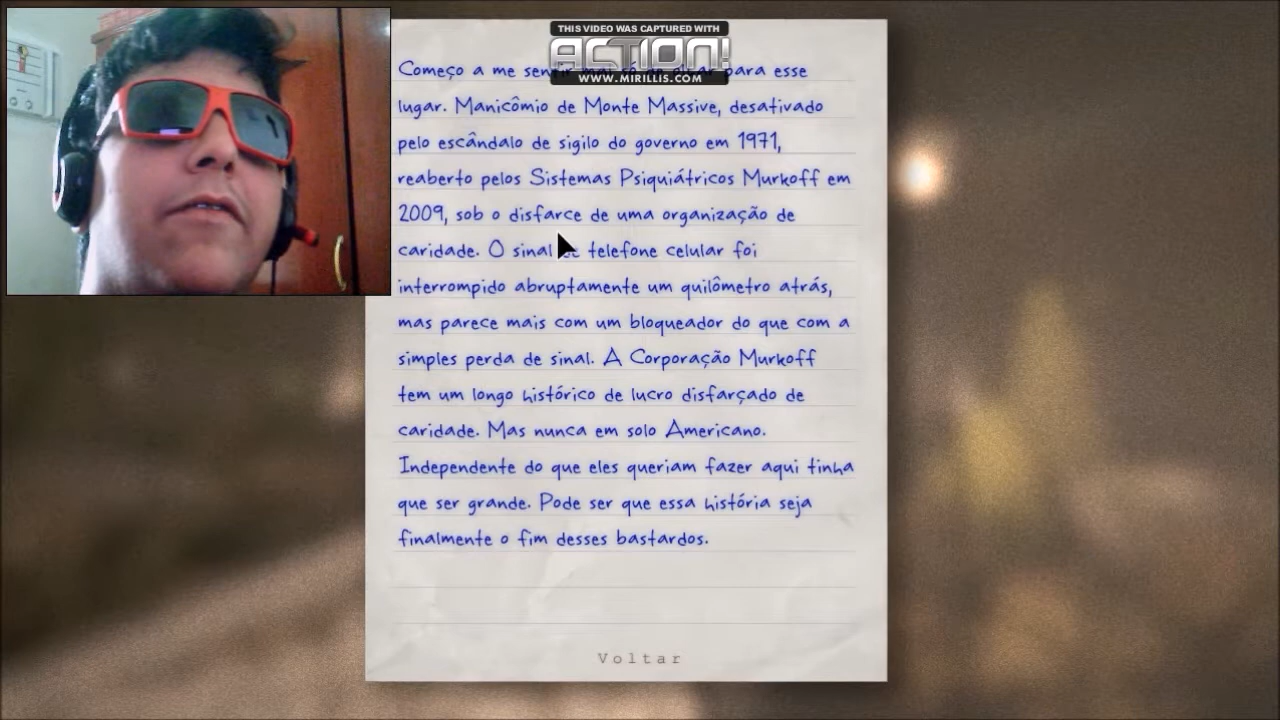 THIS VIDEO WAS CAPTURED WITH
ACTION!
WWW.MIRILLIS.COM
Começo a me para esse
lugar. Manicômio de Monte Massive, desativado
pelo escândalo de sigilo do governo em 1971,
reaberto pelos Sistemas Psiquiátricos Murkoff em
2009, sob o disfarce de uma organização de
caridade. O sinal telefone celular foi
interrompido abruptamente um quilômetro atrás,
mas parece mais com um bloqueador do que com a
simples perda de sinal. A Corporação Murkoff
tem um longo histórico de lucro disfarçado de
caridade. Mas nunca em solo Americano.
Independente do que eles queriam fazer aqui tinha
que ser grande. Pode ser que essa história seja
finalmente o fim desses bastardos.
Voltar